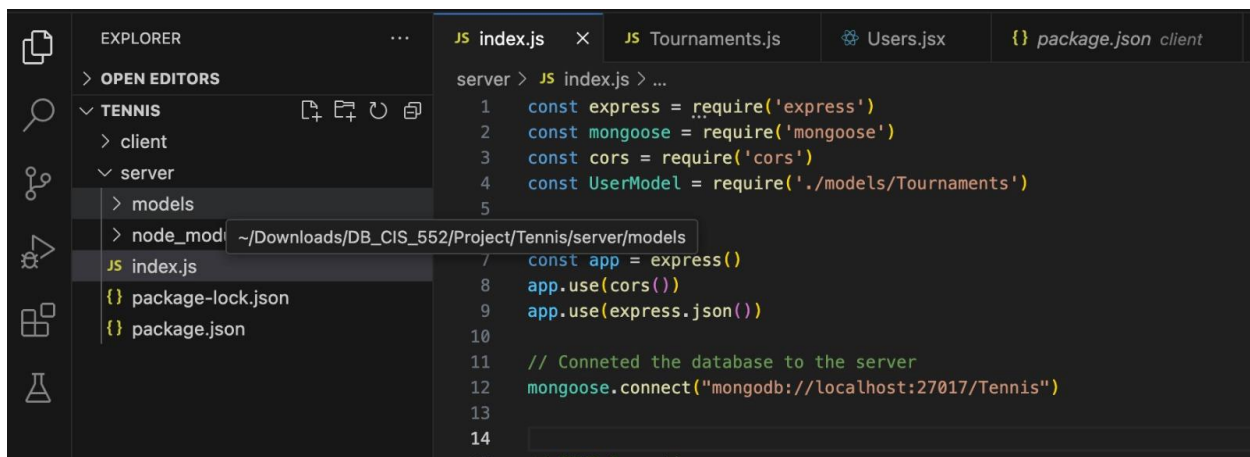 EXPLORER
...
OPEN EDITORS
TENNIS
client
server
models
node_mod
~/Downloads/DB_CIS_552/Project/Tennis/server/models
JS index.js
{} package-lock.json
{} package.json
JS index.js
JS Tournaments.js
Users.jsx
{} package.json client
server > JS index.js > ...
1 const express = require('express')
2 const mongoose = require('mongoose')
3 const cors = require('cors')
4 const UserModel = require('./models/Tournaments')
5
7 const app = express()
8 app.use(cors())
9 app.use(express.json())
10
11 // Conneted the database to the server
12 mongoose.connect("mongodb://localhost:27017/Tennis")
13
14